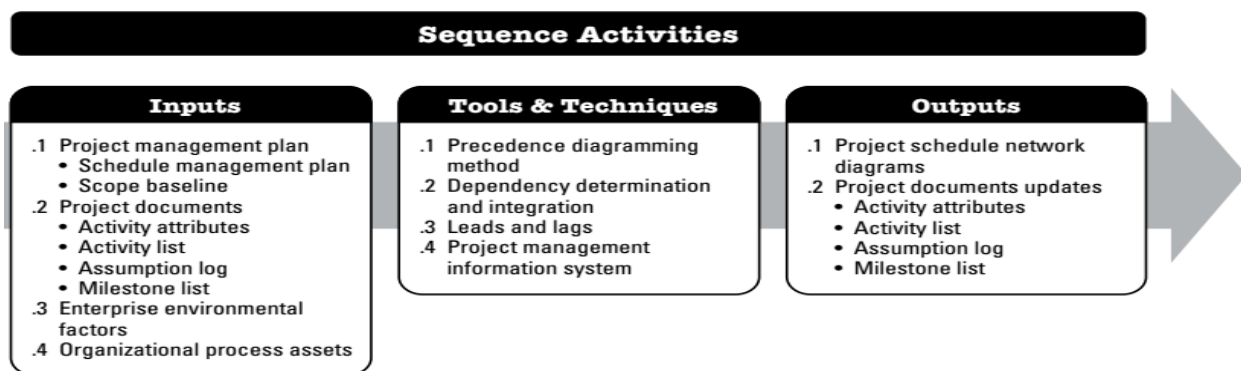 Sequence Activities
Inputs
.1 Project management plan
• Schedule management plan
• Scope baseline
.2 Project documents
• Activity attributes
• Activity list
• Assumption log
• Milestone list
.3 Enterprise environmental
factors
.4 Organizational process assets
Tools & Techniques
.1 Precedence diagramming
method
.2 Dependency determination
and integration
.3 Leads and lags
.4 Project management
information system
Outputs
.1 Project schedule network
diagrams
.2 Project documents updates
• Activity attributes
• Activity list
• Assumption log
• Milestone list